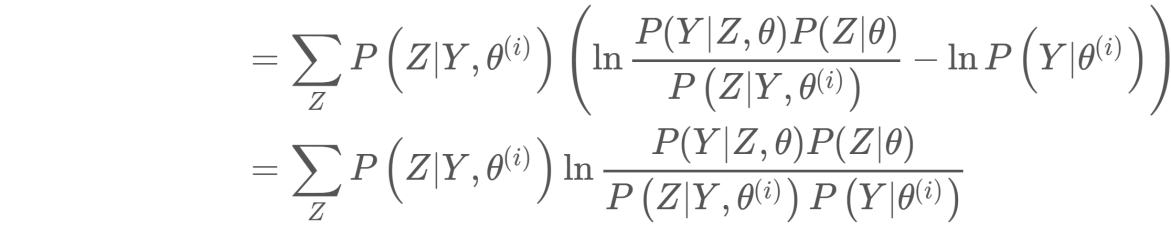 = \sum_{Z} P\left(Z|Y,\theta^{(i)}\right) \left( \ln \frac{P(Y|Z,\theta)P(Z|\theta)}{P\left(Z|Y,\theta^{(i)}\right)} - \ln P\left(Y|\theta^{(i)}\right) \right)
= \sum_{Z} P\left(Z|Y,\theta^{(i)}\right) \ln \frac{P(Y|Z,\theta)P(Z|\theta)}{P\left(Z|Y,\theta^{(i)}\right) P\left(Y|\theta^{(i)}\right)}